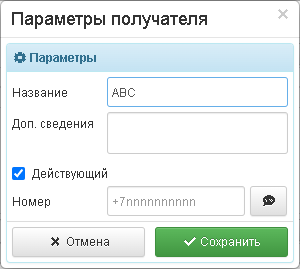 Параметры получателя
Параметры
Название ABC
Доп. сведения
Действующий
Номер +7nnnnnnnnnn
Отмена Сохранить